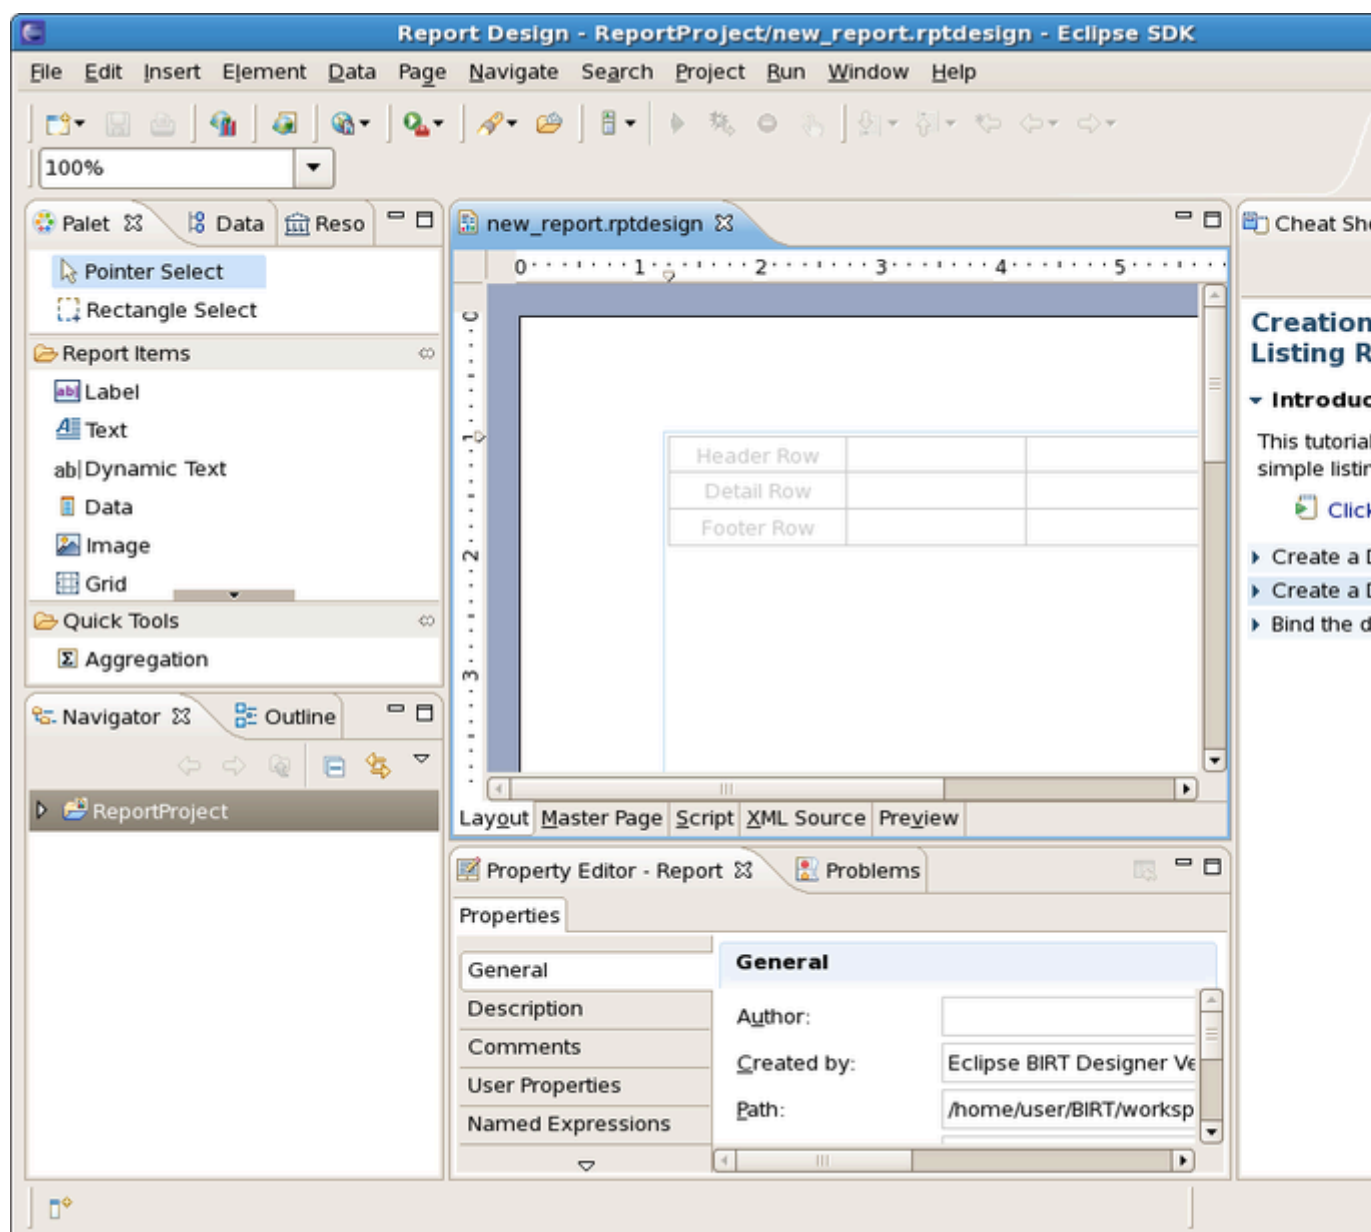 Report Design - ReportProject/new_report.rptdesign - Eclipse SDK
File Edit Insert Element Data Page Navigate Search Project Run Window Help
100%
Palet Data Reso
Pointer Select
Rectangle Select
Report Items
Label
Text
ab| Dynamic Text
Data
Image
Grid
Quick Tools
Aggregation
Navigator Outline
ReportProject
new_report.rptdesign
0 1 2 3 4 5
0
1
2
3
Header Row
Detail Row
Footer Row
Layout Master Page Script XML Source Preview
Property Editor - Report Problems
Properties
General
Description
Comments
User Properties
Named Expressions
General
Author:
Created by: Eclipse BIRT Designer Ve
Path: /home/user/BIRT/worksp
Cheat She
Creation
Listing R
Introduc
This tutorial
simple listin
Click
Create a D
Create a D
Bind the d